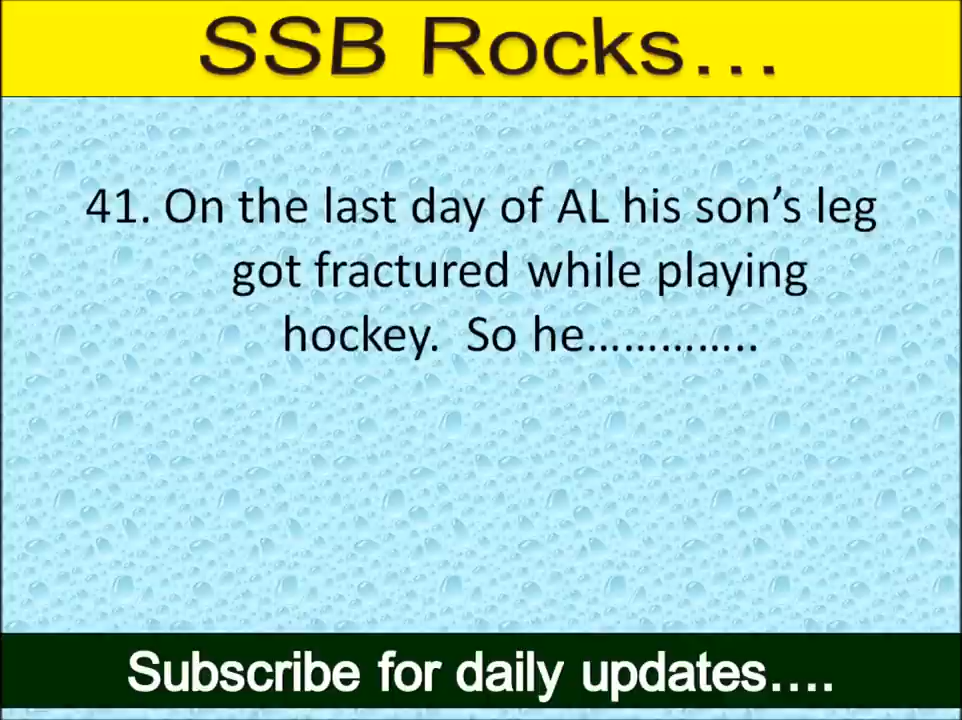 SSB Rocks…
41. On the last day of AL his son’s leg
got fractured while playing
hockey.  So he…………..
Subscribe for daily updates….